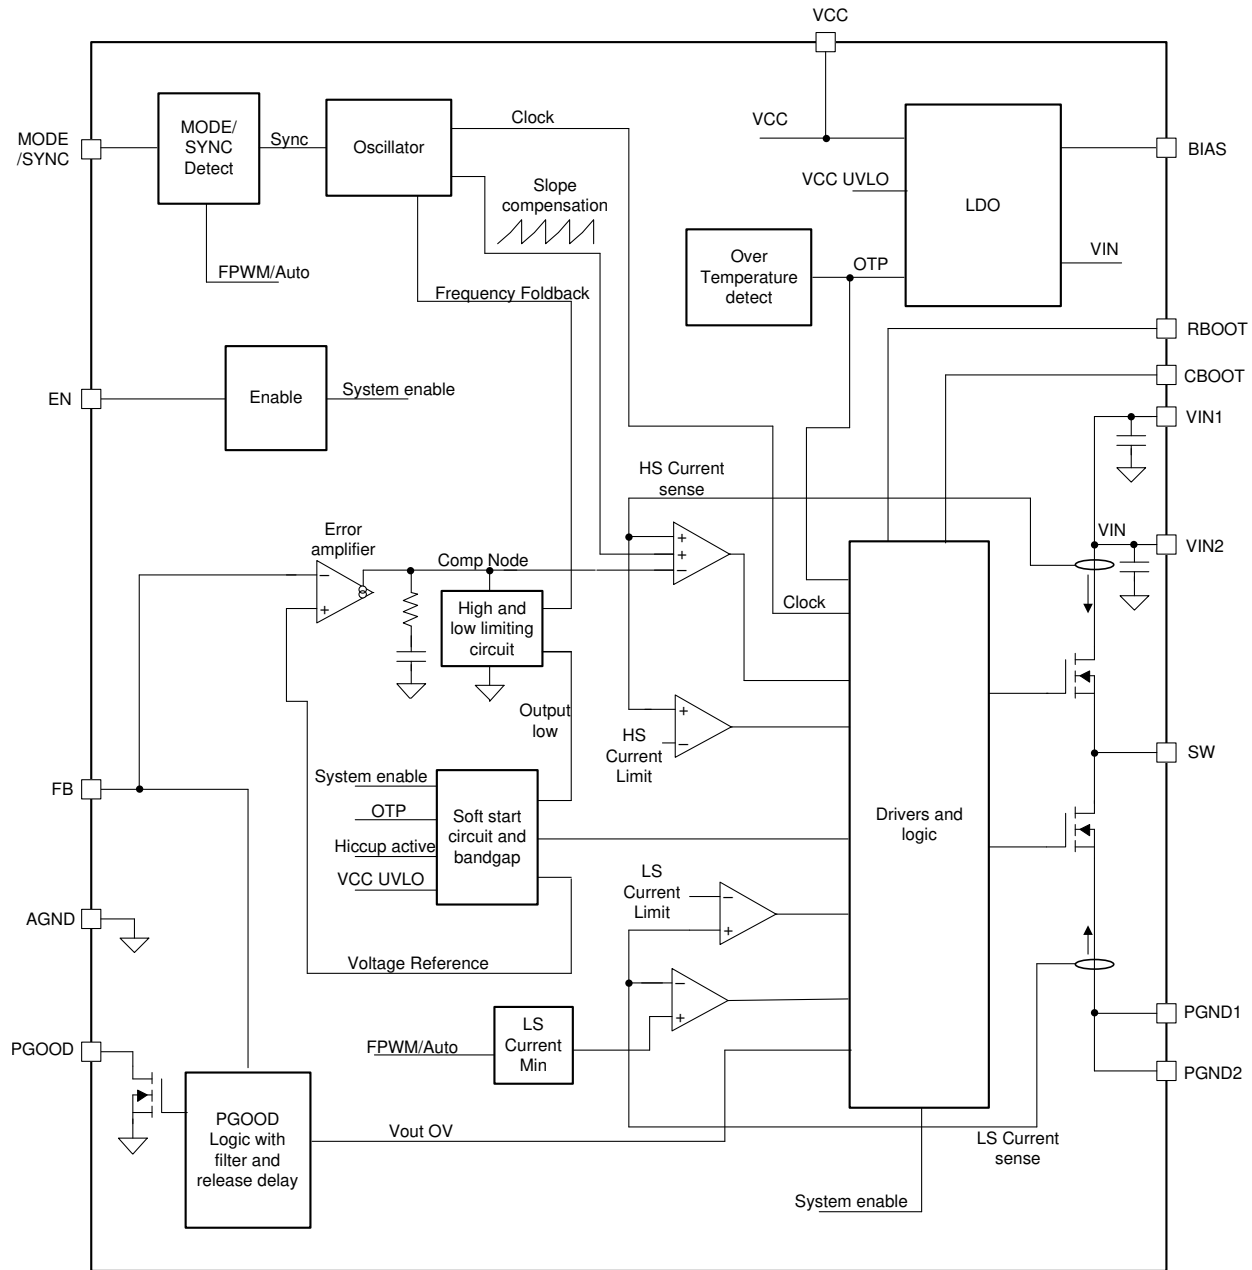 VCC
MODE
/SYNC
MODE/
SYNC
Detect
Sync
Oscillator
Clock
Slope
compensation
FPWM/Auto
Frequency Foldback
VCC
VCC UVLO
LDO
BIAS
VIN
Over
Temperature
detect
OTP
RBOOT
CBOOT
VIN1
EN
Enable
System enable
HS Current
sense
VIN
VIN2
Error
amplifier
−
+
Comp Node
+
+
−
High and
low limiting
circuit
Clock
Output
low
+
−
HS
Current
Limit
SW
FB
System enable
OTP
Hiccup active
VCC UVLO
Soft start
circuit and
bandgap
Drivers and
logic
LS
Current
Limit
−
+
AGND
Voltage Reference
−
+
LS
Current
Min
FPWM/Auto
PGND1
PGOOD
PGND2
PGOOD
Logic with
filter and
release delay
Vout OV
LS Current
sense
System enable